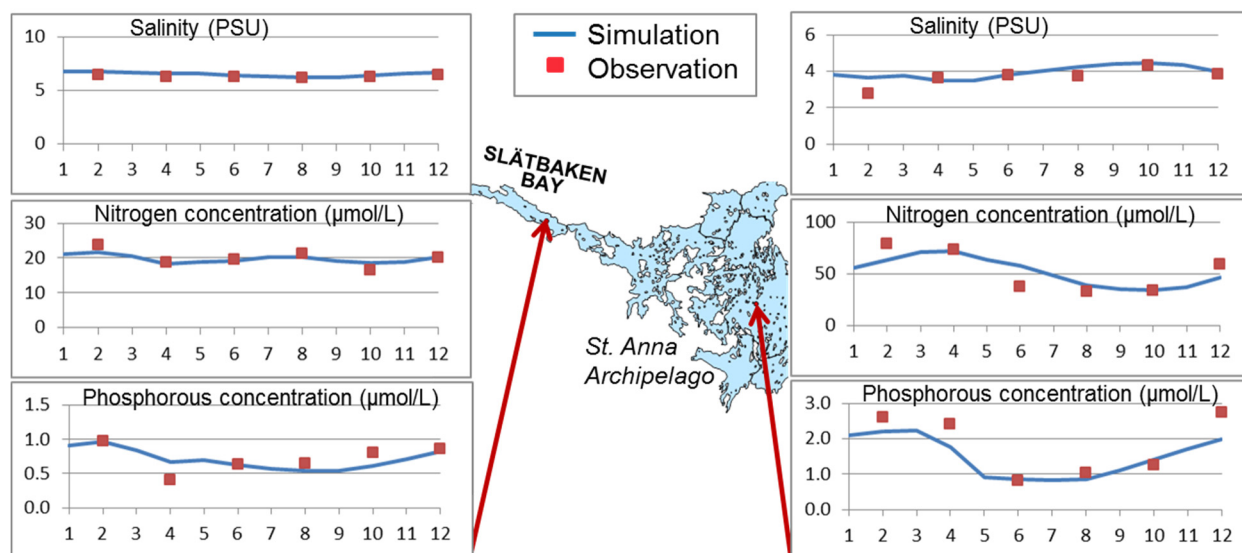 Salinity (PSU)
10
5
0
1 2 3 4 5 6 7 8 9 10 11 12
Nitrogen concentration (µmol/L)
30
20
10
0
1 2 3 4 5 6 7 8 9 10 11 12
Phosphorous concentration (µmol/L)
1.5
1.0
0.5
0.0
1 2 3 4 5 6 7 8 9 10 11 12
Simulation
Observation
SLÄTBAKEN
BAY
St. Anna
Archipelago
Salinity (PSU)
6
4
2
0
1 2 3 4 5 6 7 8 9 10 11 12
Nitrogen concentration (µmol/L)
100
50
0
1 2 3 4 5 6 7 8 9 10 11 12
Phosphorous concentration (µmol/L)
3.0
2.0
1.0
0.0
1 2 3 4 5 6 7 8 9 10 11 12